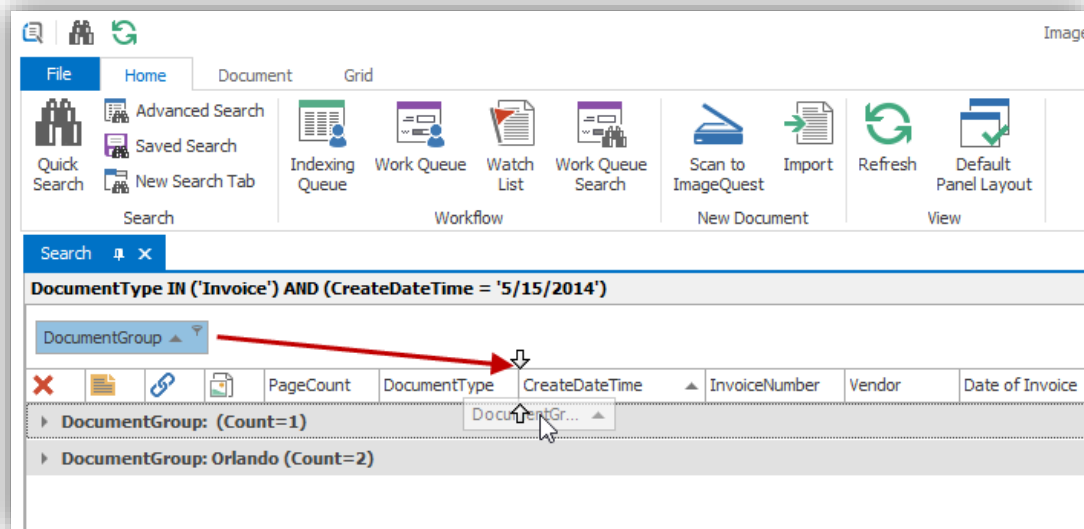 Image
File Home Document Grid
Quick Search
Advanced Search
Saved Search
New Search Tab
Indexing Queue
Work Queue
Watch List
Work Queue Search
Scan to ImageQuest
Import
Refresh
Default Panel Layout
Search Workflow New Document View
Search
DocumentType IN ('Invoice') AND (CreateDateTime = '5/15/2014')
DocumentGroup
PageCount DocumentType CreateDateTime InvoiceNumber Vendor Date of Invoice
DocumentGr...
DocumentGroup: (Count=1)
DocumentGroup: Orlando (Count=2)